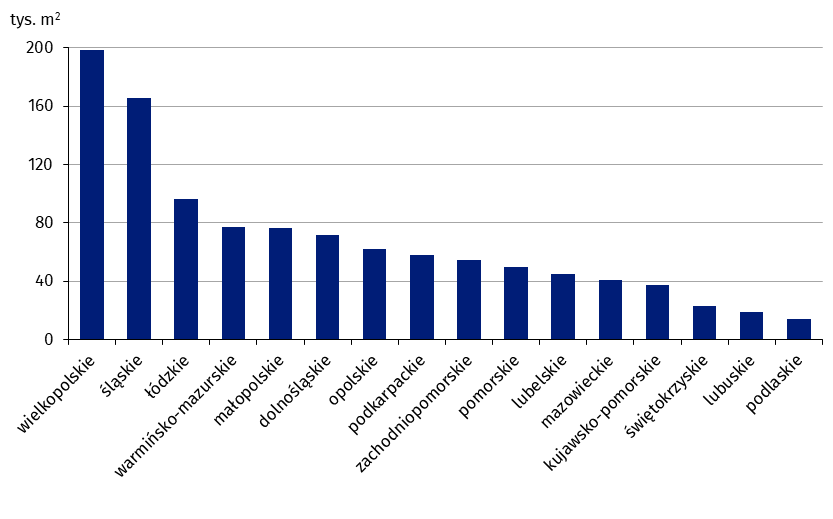 tys. m²
200
160
120
80
40
0
wielkopolskie
śląskie
łódzkie
warmińsko-mazurskie
małopolskie
dolnośląskie
opolskie
podkarpackie
zachodniopomorskie
pomorskie
lubelskie
mazowieckie
kujawsko-pomorskie
świętokrzyskie
lubuskie
podlaskie